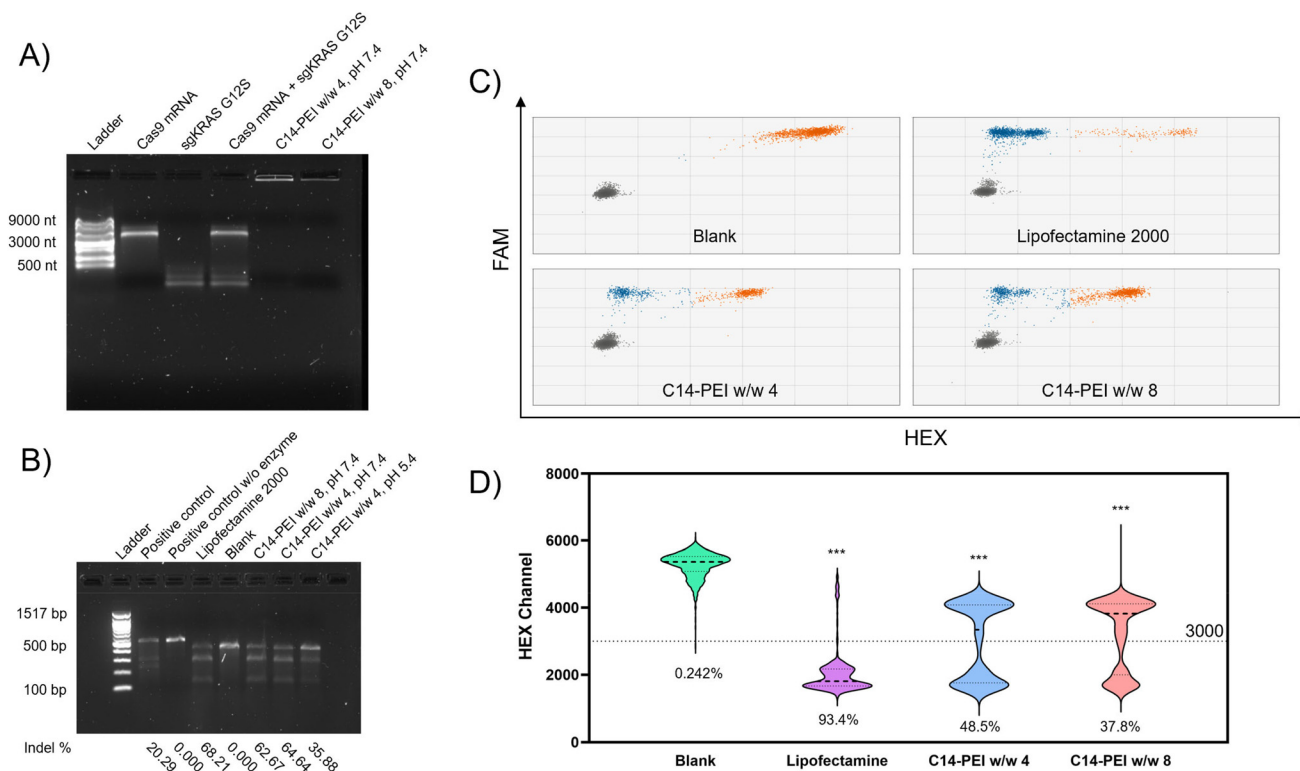 A)
Ladder
Cas9 mRNA
sgKRAS G12S
Cas9 mRNA + sgKRAS G12S
C14-PEI w/w 4, pH 7.4
C14-PEI w/w 8, pH 7.4
9000 nt
3000 nt
500 nt
B)
Ladder
Positive control
Positive control w/o enzyme
Lipofectamine 2000
Blank
C14-PEI w/w 8, pH 7.4
C14-PEI w/w 4, pH 7.4
C14-PEI w/w 4, pH 5.4
1517 bp
500 bp
100 bp
Indel %
20.29
0.000
68.21
0.000
62.67
64.64
35.88
C)
FAM
Blank
Lipofectamine 2000
C14-PEI w/w 4
C14-PEI w/w 8
HEX
D)
HEX Channel
8000
6000
4000
2000
0
***
***
***
3000
0.242%
93.4%
48.5%
37.8%
Blank
Lipofectamine
C14-PEI w/w 4
C14-PEI w/w 8